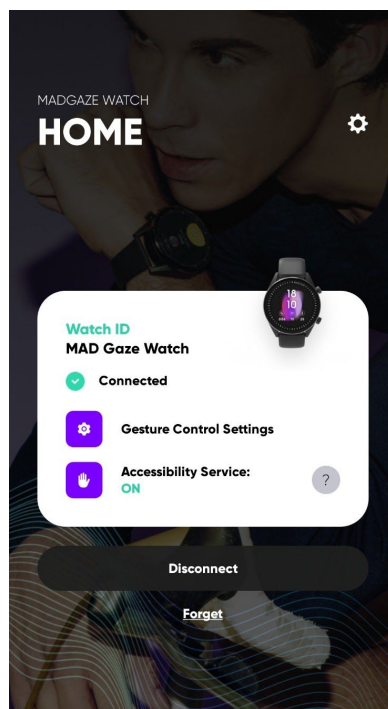 MADGAZE WATCH
HOME
18
10
Watch ID
MAD Gaze Watch
Connected
Gesture Control Settings
Accessibility Service:
ON
?
Disconnect
Forget